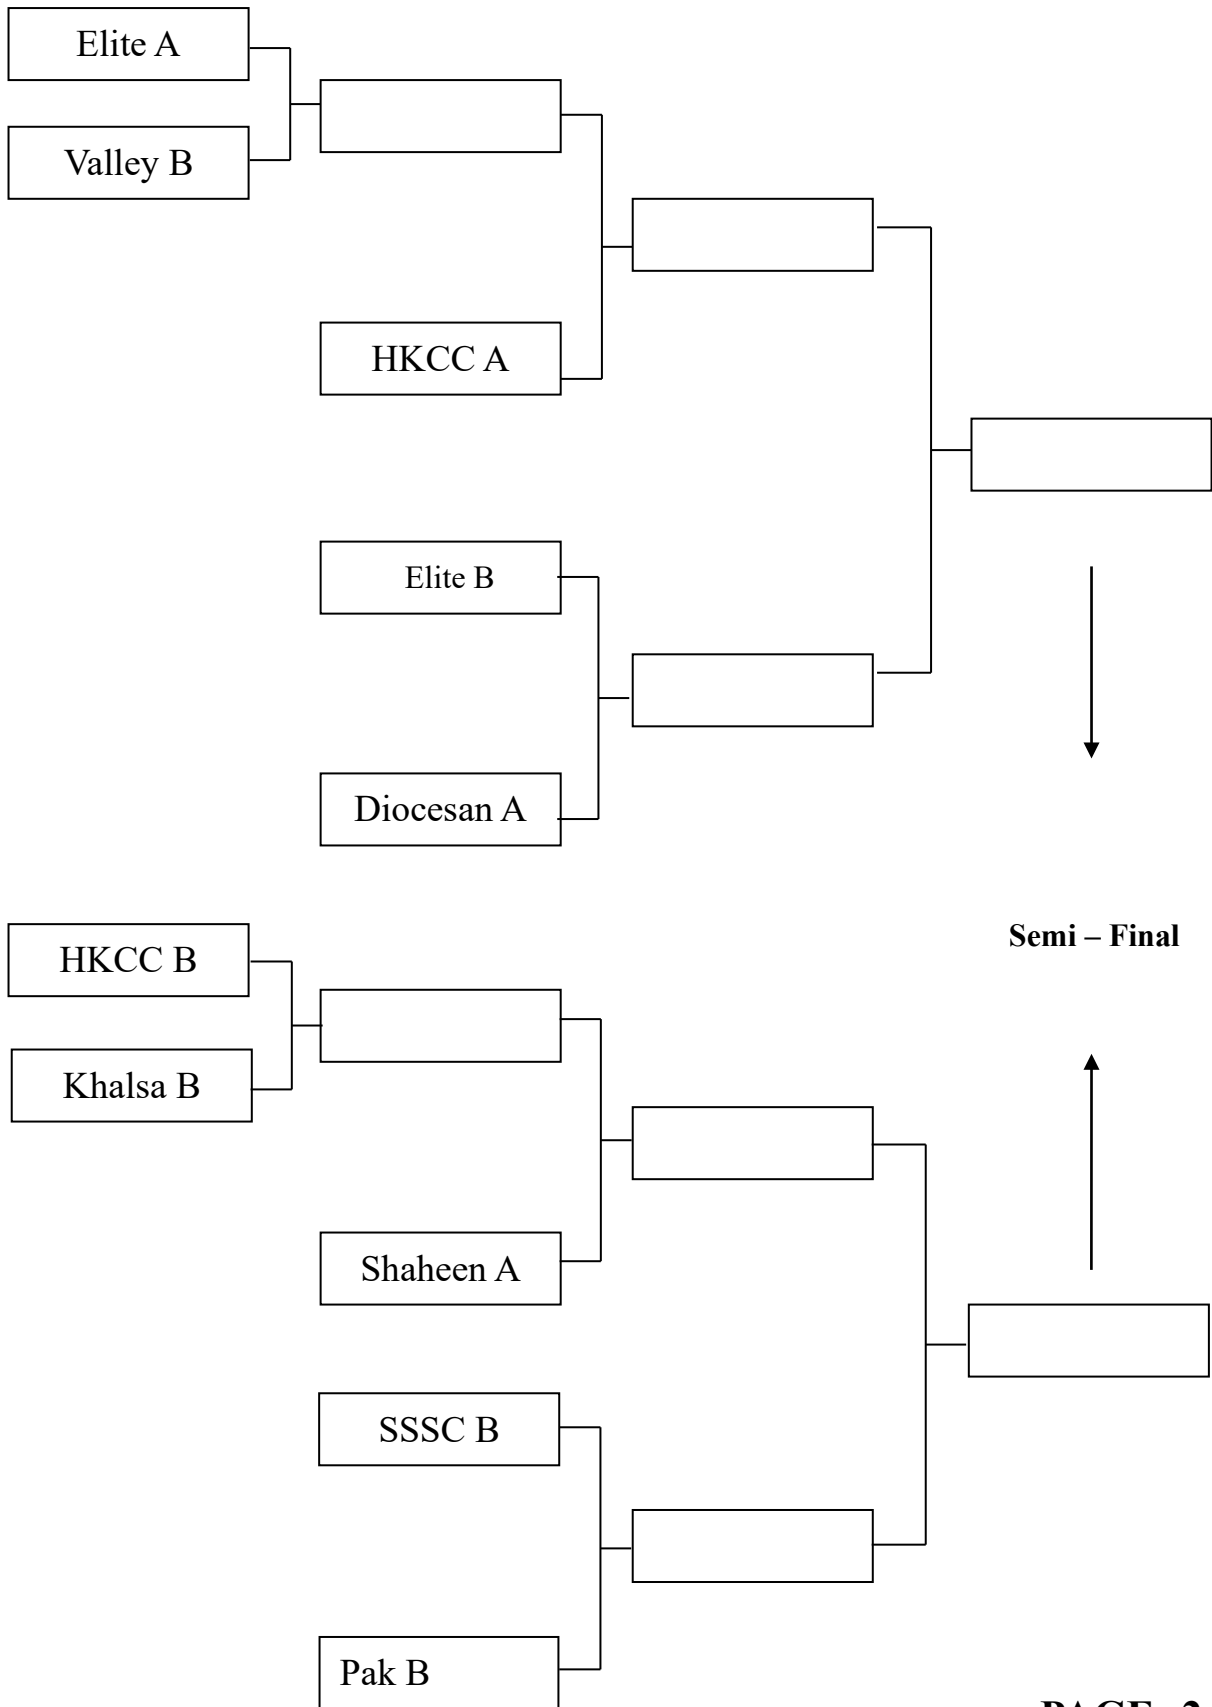 Elite A
Valley B
HKCC A
Elite B
Diocesan A
HKCC B
Semi – Final
Khalsa B
Shaheen A
SSSC B
Pak B